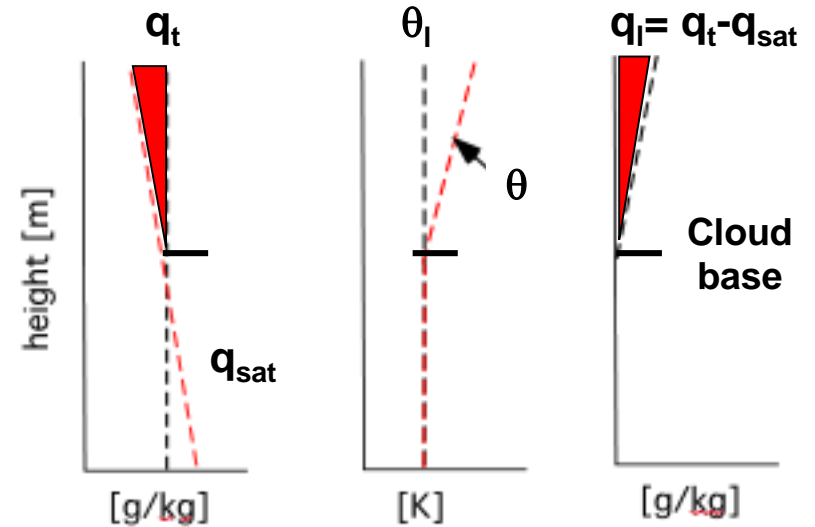 qt
θl
ql= qt-qsat
height [m]
θ
Cloud
base
qsat
[g/kg]
[K]
[g/kg]